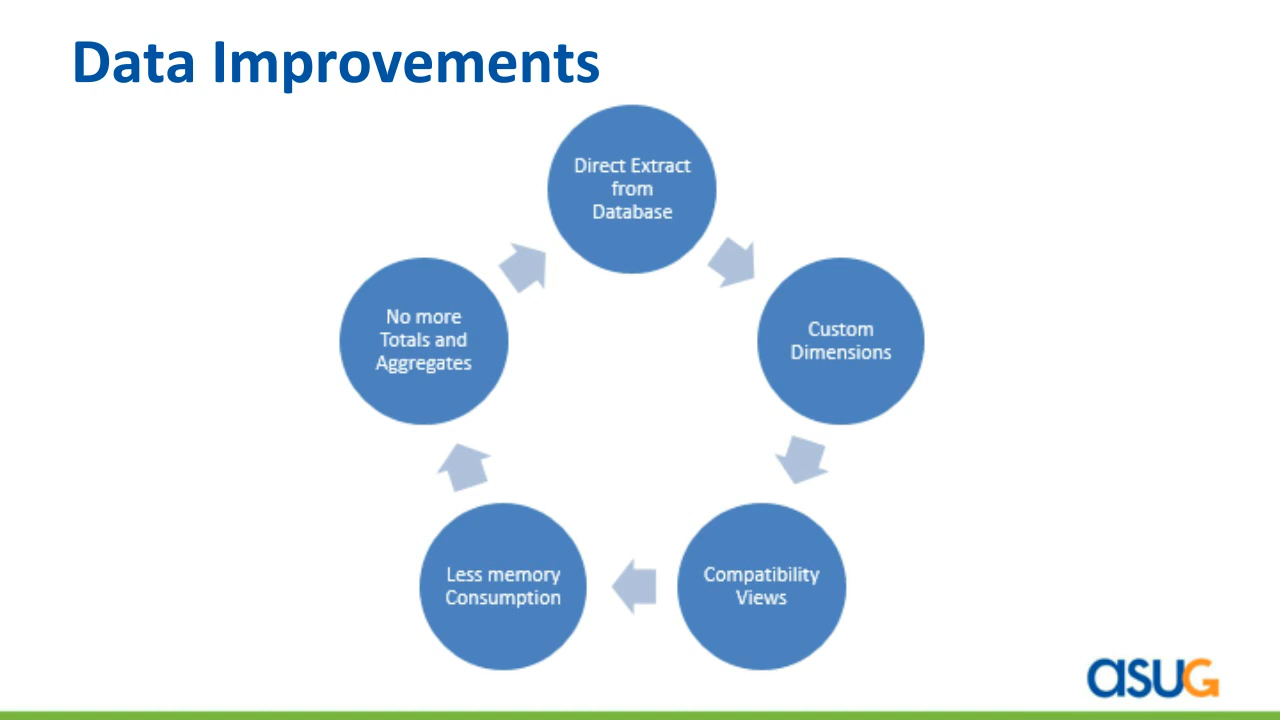 Data Improvements
Direct Extract
from
Database
Custom
Dimensions
Compatibility
Views
Less memory
Consumption
No more
Totals and
Aggregates
asuG